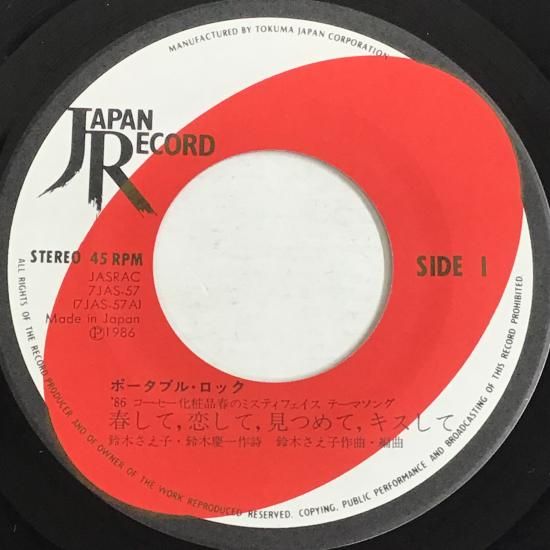 MANUFACTURED BY TOKUMA JAPAN CORPORATION
JAPAN
RECORD
STEREO 45 RPM
SIDE 1
JASRAC
7JAS-57
(7JAS-57A)
Made in Japan
Ⓟ1986
ポータブル・ロック
'86 コーセー化粧品春のミスティフェイス テーマソング
春して,恋して,見つめて,キスして
鈴木さえ子・鈴木慶一作詩 鈴木さえ子作曲・編曲
ALL RIGHTS OF THE RECORD PRODUCER AND OF OWNER OF THE WORK REPRODUCED RESERVED. COPYING, PUBLIC PERFORMANCE AND BROADCASTING OF THIS RECORD PROHIBITED.